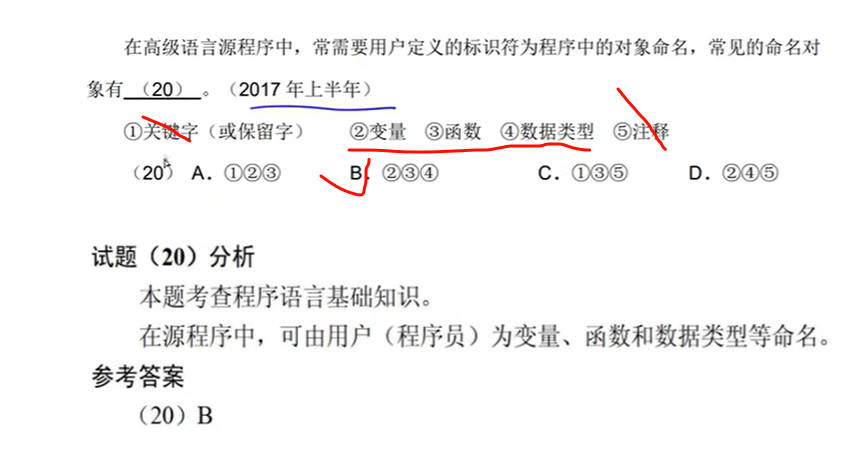 在高级语言源程序中，常需要用户定义的标识符为程序中的对象命名，常见的命名对
象有 （20） 。（2017 年上半年）
①关键字（或保留字） ②变量 ③函数 ④数据类型 ⑤注释
（20） A．①②③ B．②③④ C．①③⑤ D．②④⑤
试题（20）分析
本题考查程序语言基础知识。
在源程序中，可由用户（程序员）为变量、函数和数据类型等命名。
参考答案
（20）B